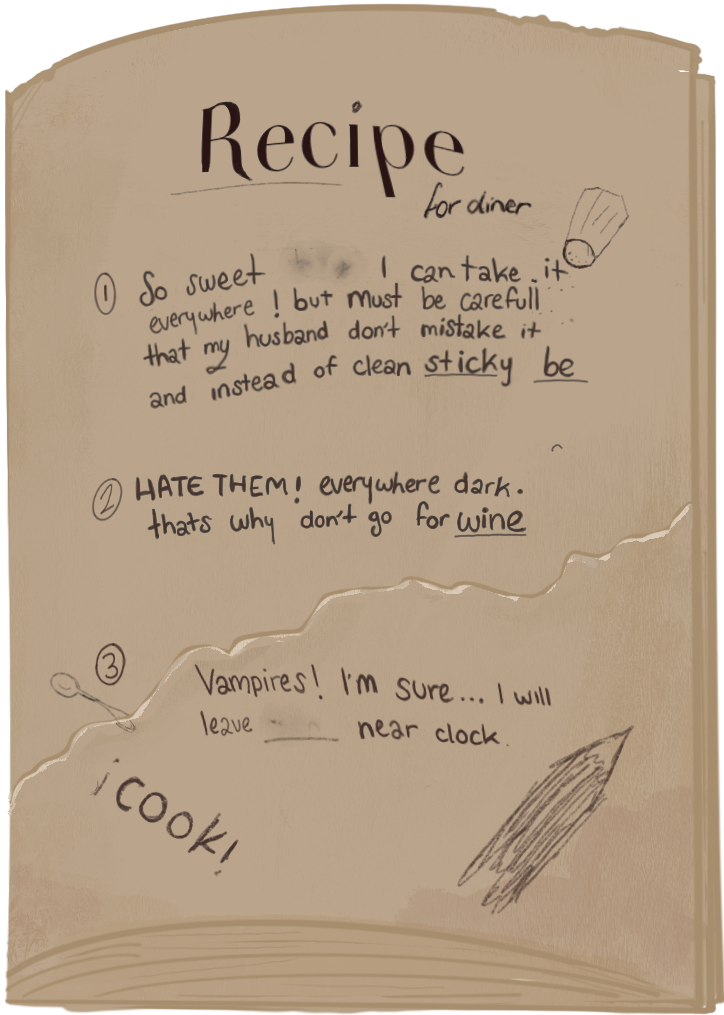 Recipe
for diner
1 So sweet I can take it
everywhere! but must be carefull
that my husband don't mistake it
and instead of clean sticky be
2 HATE THEM! everywhere dark.
thats why don't go for wine
3 Vampires! I'm sure... I will
leave ___ near clock.
¡COOK!